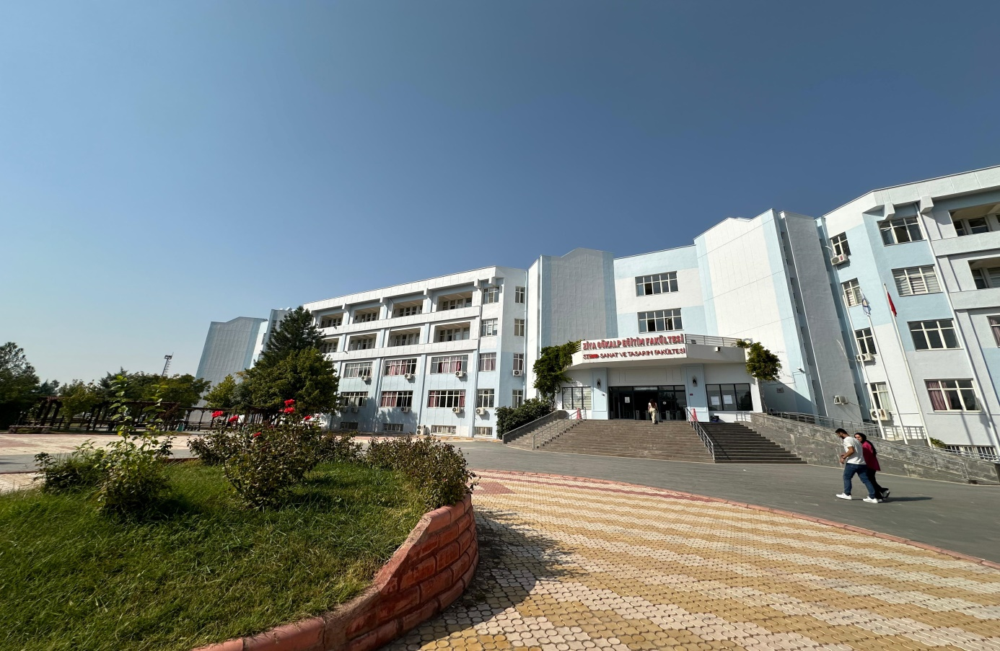 ZİYA GÖKALP EĞİTİM FAKÜLTESİ
SANAT VE TASARIM FAKÜLTESİ